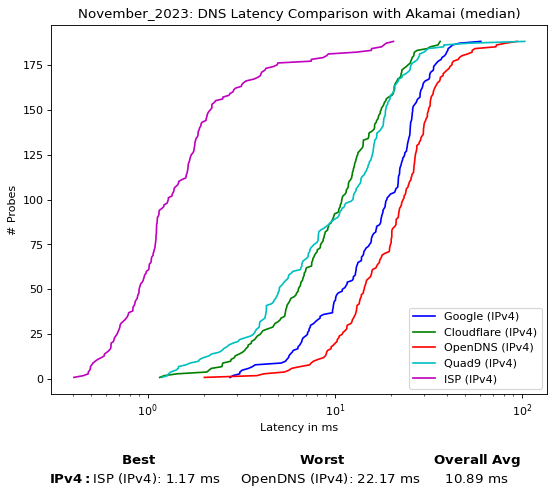 November_2023: DNS Latency Comparison with Akamai (median)
175
150
125
100
75
50
25
0
# Probes
10⁰
10¹
10²
Latency in ms
Google (IPv4)
Cloudflare (IPv4)
OpenDNS (IPv4)
Quad9 (IPv4)
ISP (IPv4)
Best Worst Overall Avg
IPv4: ISP (IPv4): 1.17 ms OpenDNS (IPv4): 22.17 ms 10.89 ms